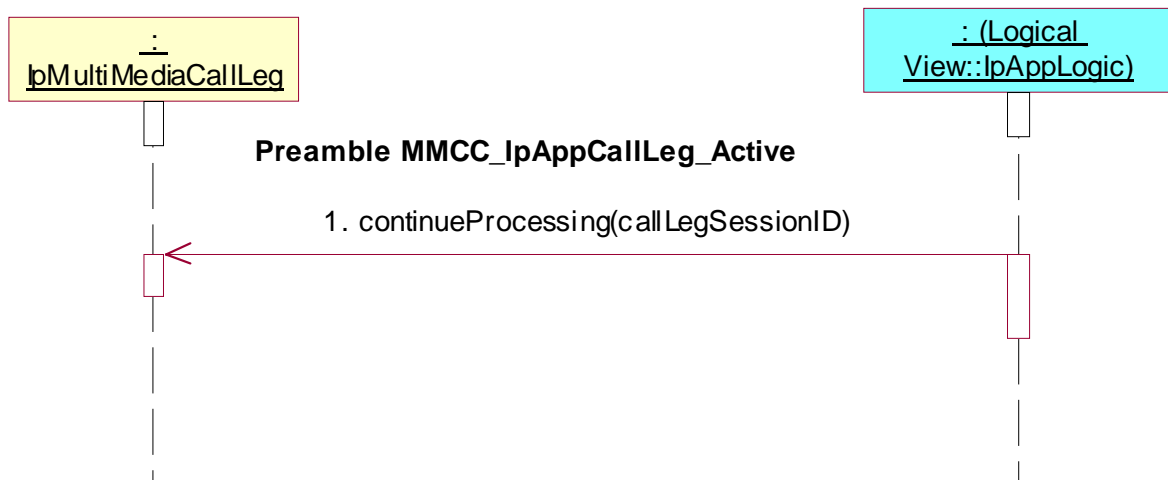 :
IpMultiMediaCallLeg
: (Logical
View::IpAppLogic)
Preamble MMCC_IpAppCallLeg_Active
1. continueProcessing(callLegSessionID)